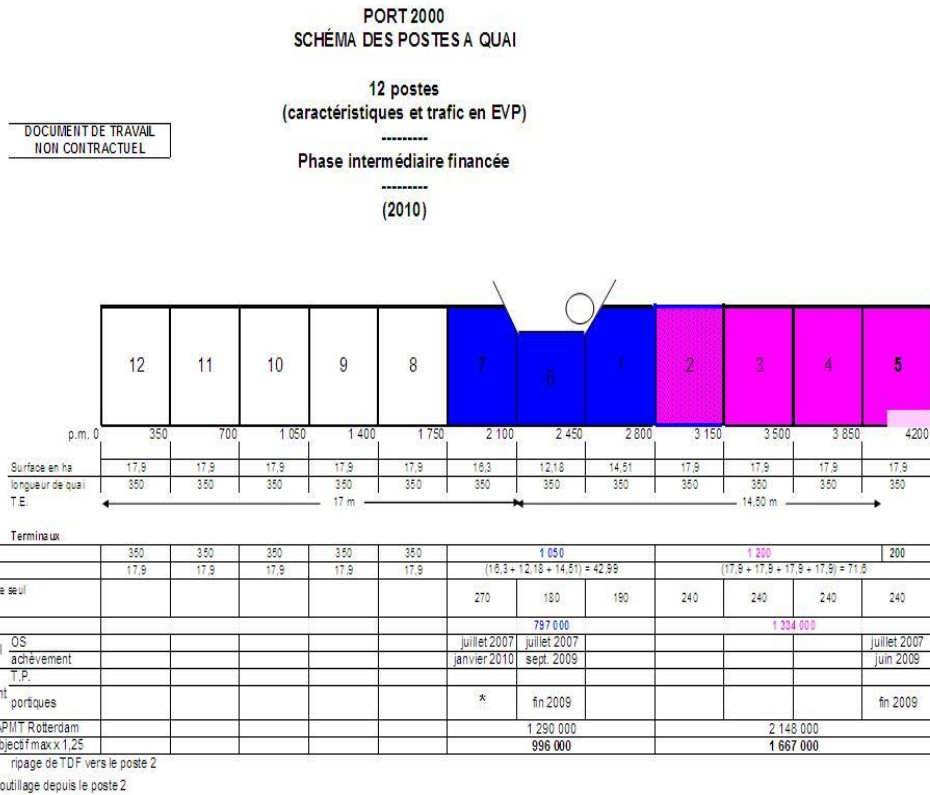 PORT 2000
SCHÉMA DES POSTES A QUAI
12 postes
(caractéristiques et trafic en EVP)
---------
Phase intermédiaire financée
---------
(2010)
DOCUMENT DE TRAVAIL
NON CONTRACTUEL
12 11 10 9 8 7 6 1 2 3 4 5
p.m. 0 350 700 1 050 1 400 1 750 2 100 2 450 2 800 3 150 3 500 3 850 4200
Surface en ha 17,9 17,9 17,9 17,9 17,9 16,3 12,18 14,51 17,9 17,9 17,9 17,9
longueur de quai 350 350 350 350 350 350 350 350 350 350 350 350
T.E. 17 m 14,50 m
Terminaux
350 350 350 350 350 1 050 1 200 200
17,9 17,9 17,9 17,9 17,9 (16,3 + 12,18 + 14,51) = 42,99 (17,9 + 17,9 + 17,9 + 17,9) = 71,6
e seul 270 180 190 240 240 240 240
797 000 1 334 000
OS juillet 2007 juillet 2007 juillet 2007
achèvement janvier 2010 sept. 2009 juin 2009
T.P.
nt portiques * fin 2009 fin 2009
APMT Rotterdam 1 290 000 2 148 000
bjectif max x 1,25 996 000 1 667 000
ripage de TDF vers le poste 2
outillage depuis le poste 2